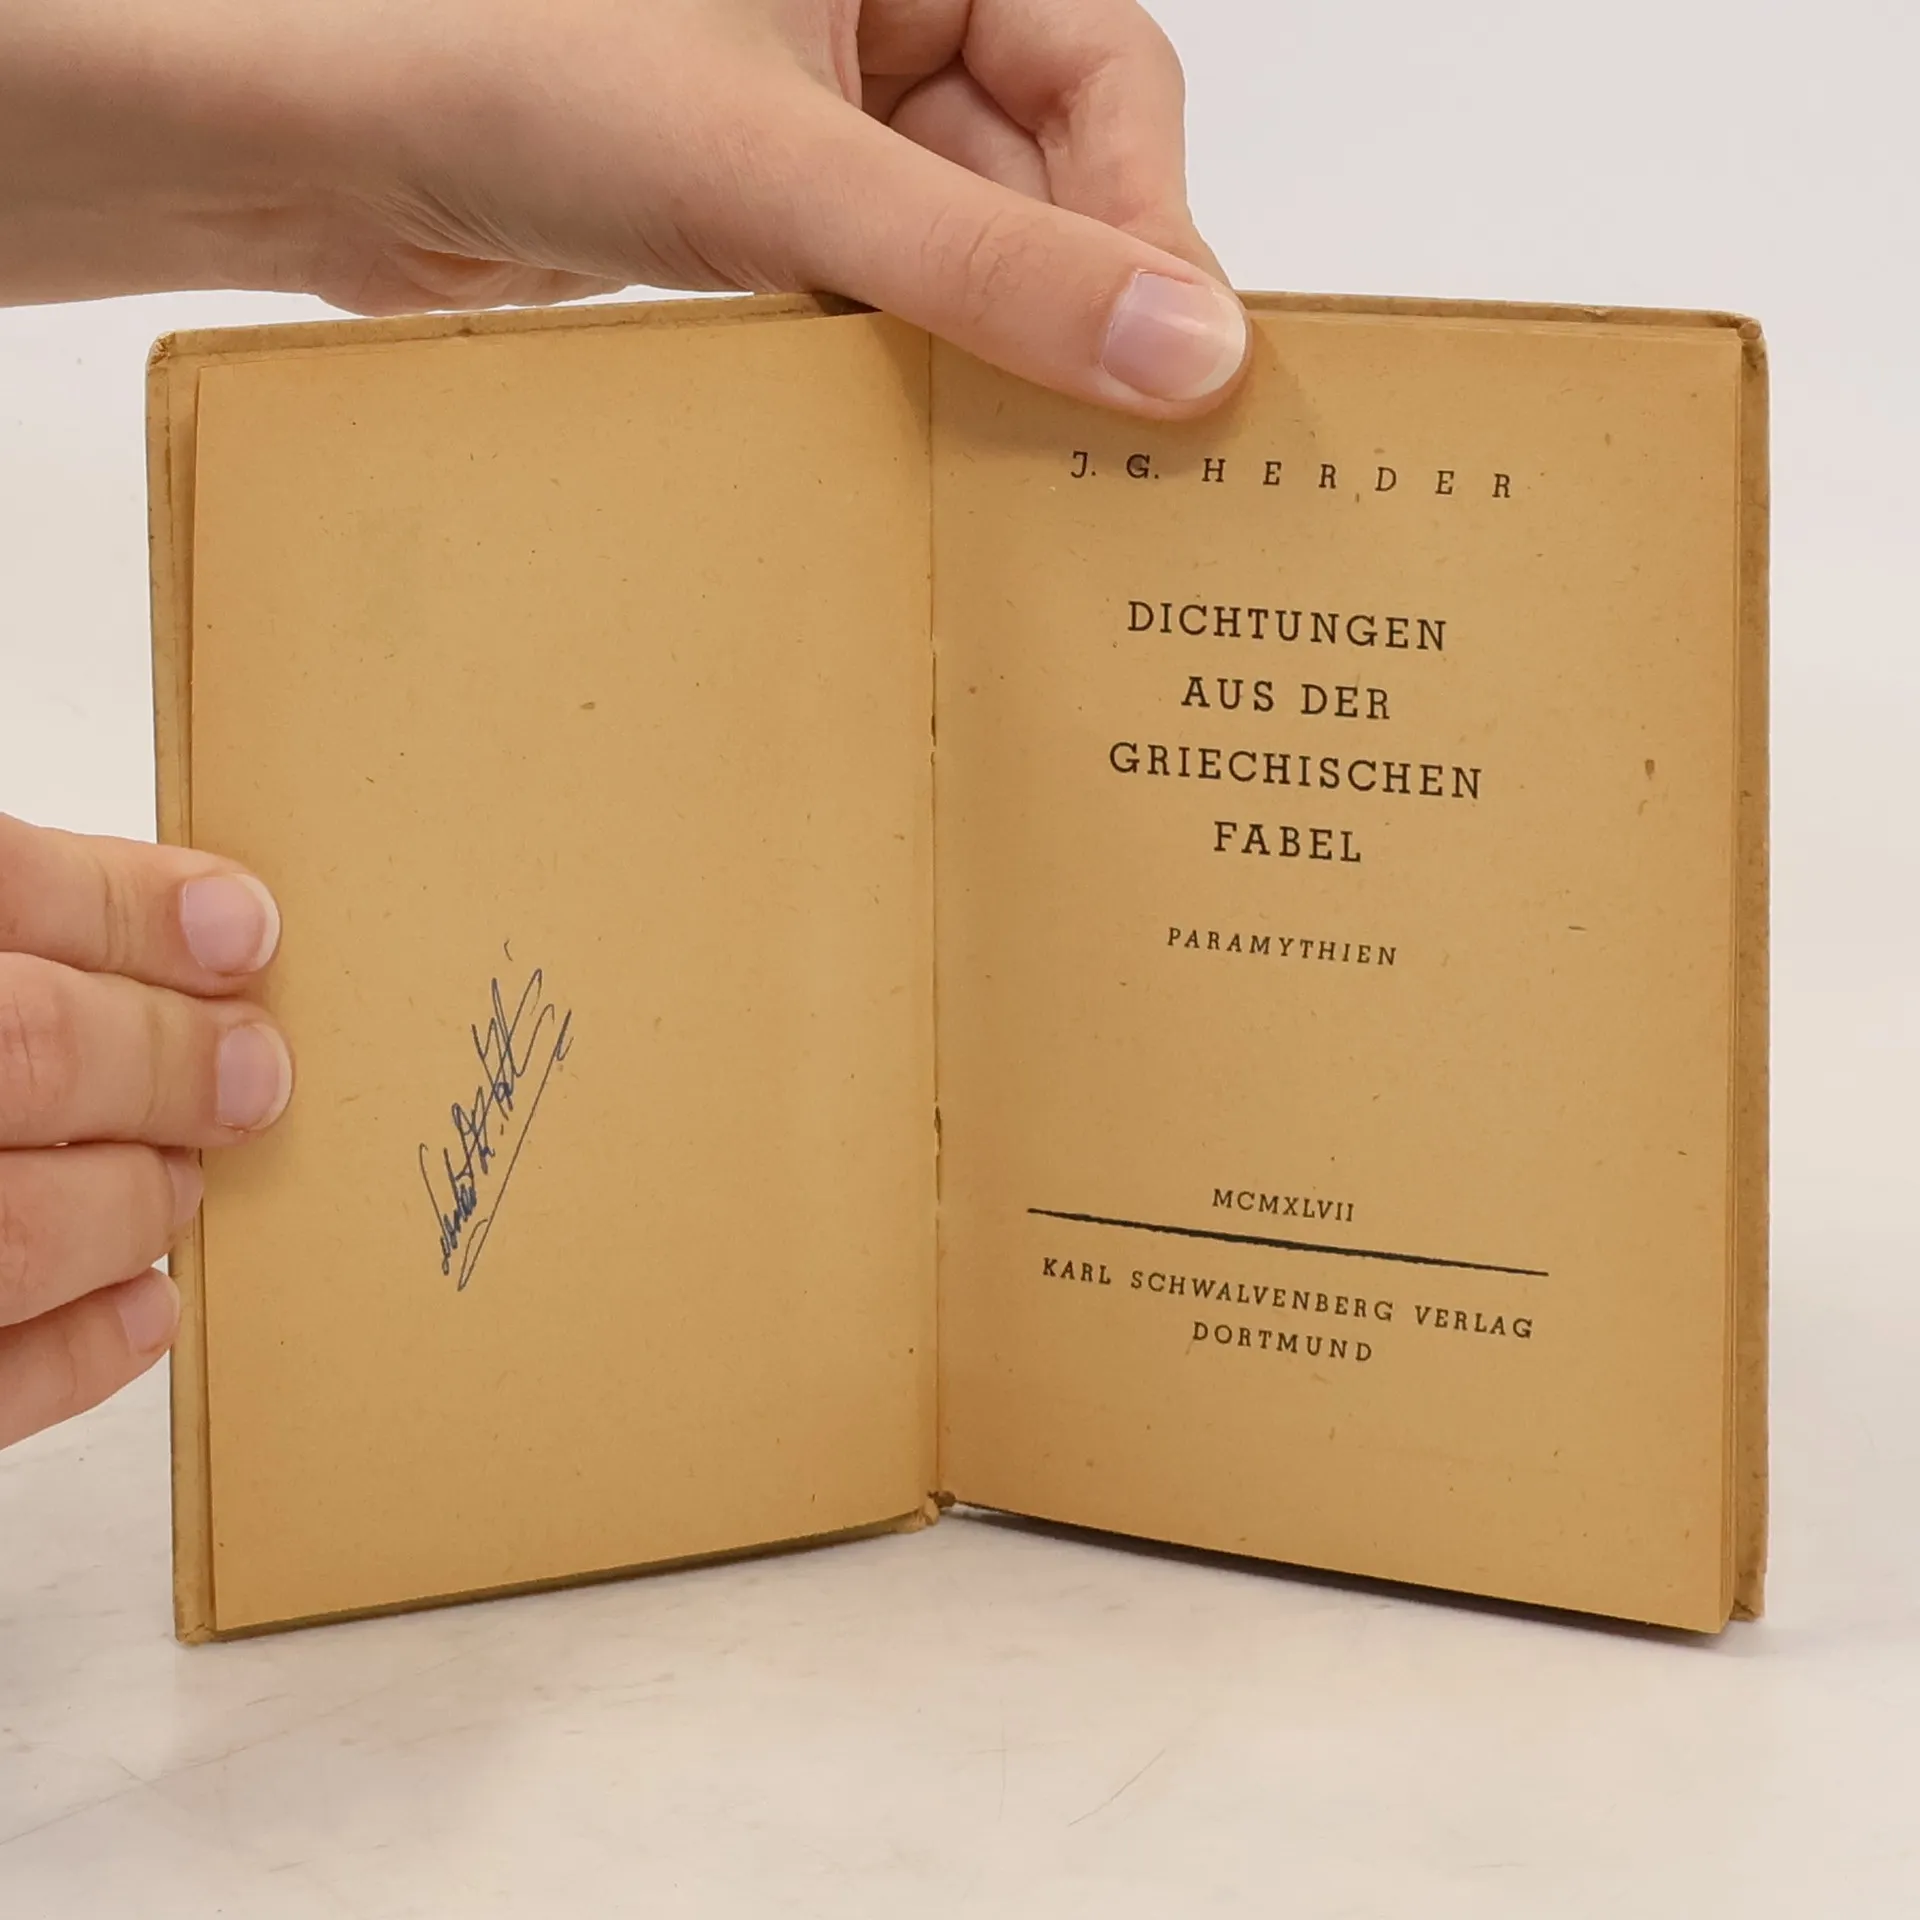 J. G. HERDER
DICHTUNGEN
AUS DER
GRIECHISCHEN
FABEL
PARAMYTHIEN
MCMXLVII
KARL SCHWALVENBERG VERLAG
DORTMUND